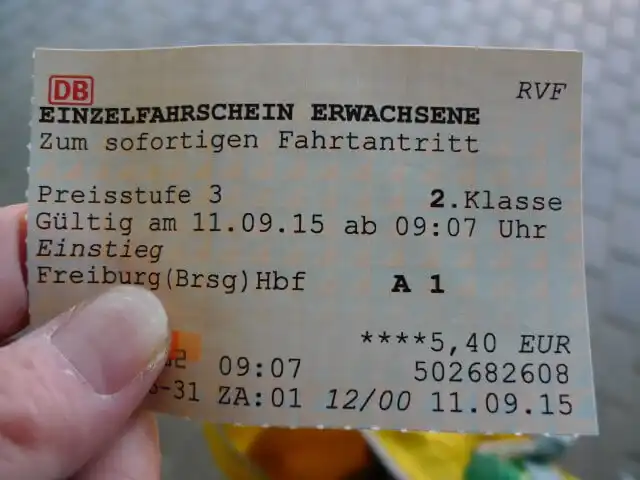 DB RVF
EINZELFAHRSCHEIN ERWACHSENE
Zum sofortigen Fahrtantritt
Preisstufe 3 2.Klasse
Gültig am 11.09.15 ab 09:07 Uhr
Einstieg
Freiburg(Brsg)Hbf A 1
****5,40 EUR
09:07 502682608
-31 ZA:01 12/00 11.09.15